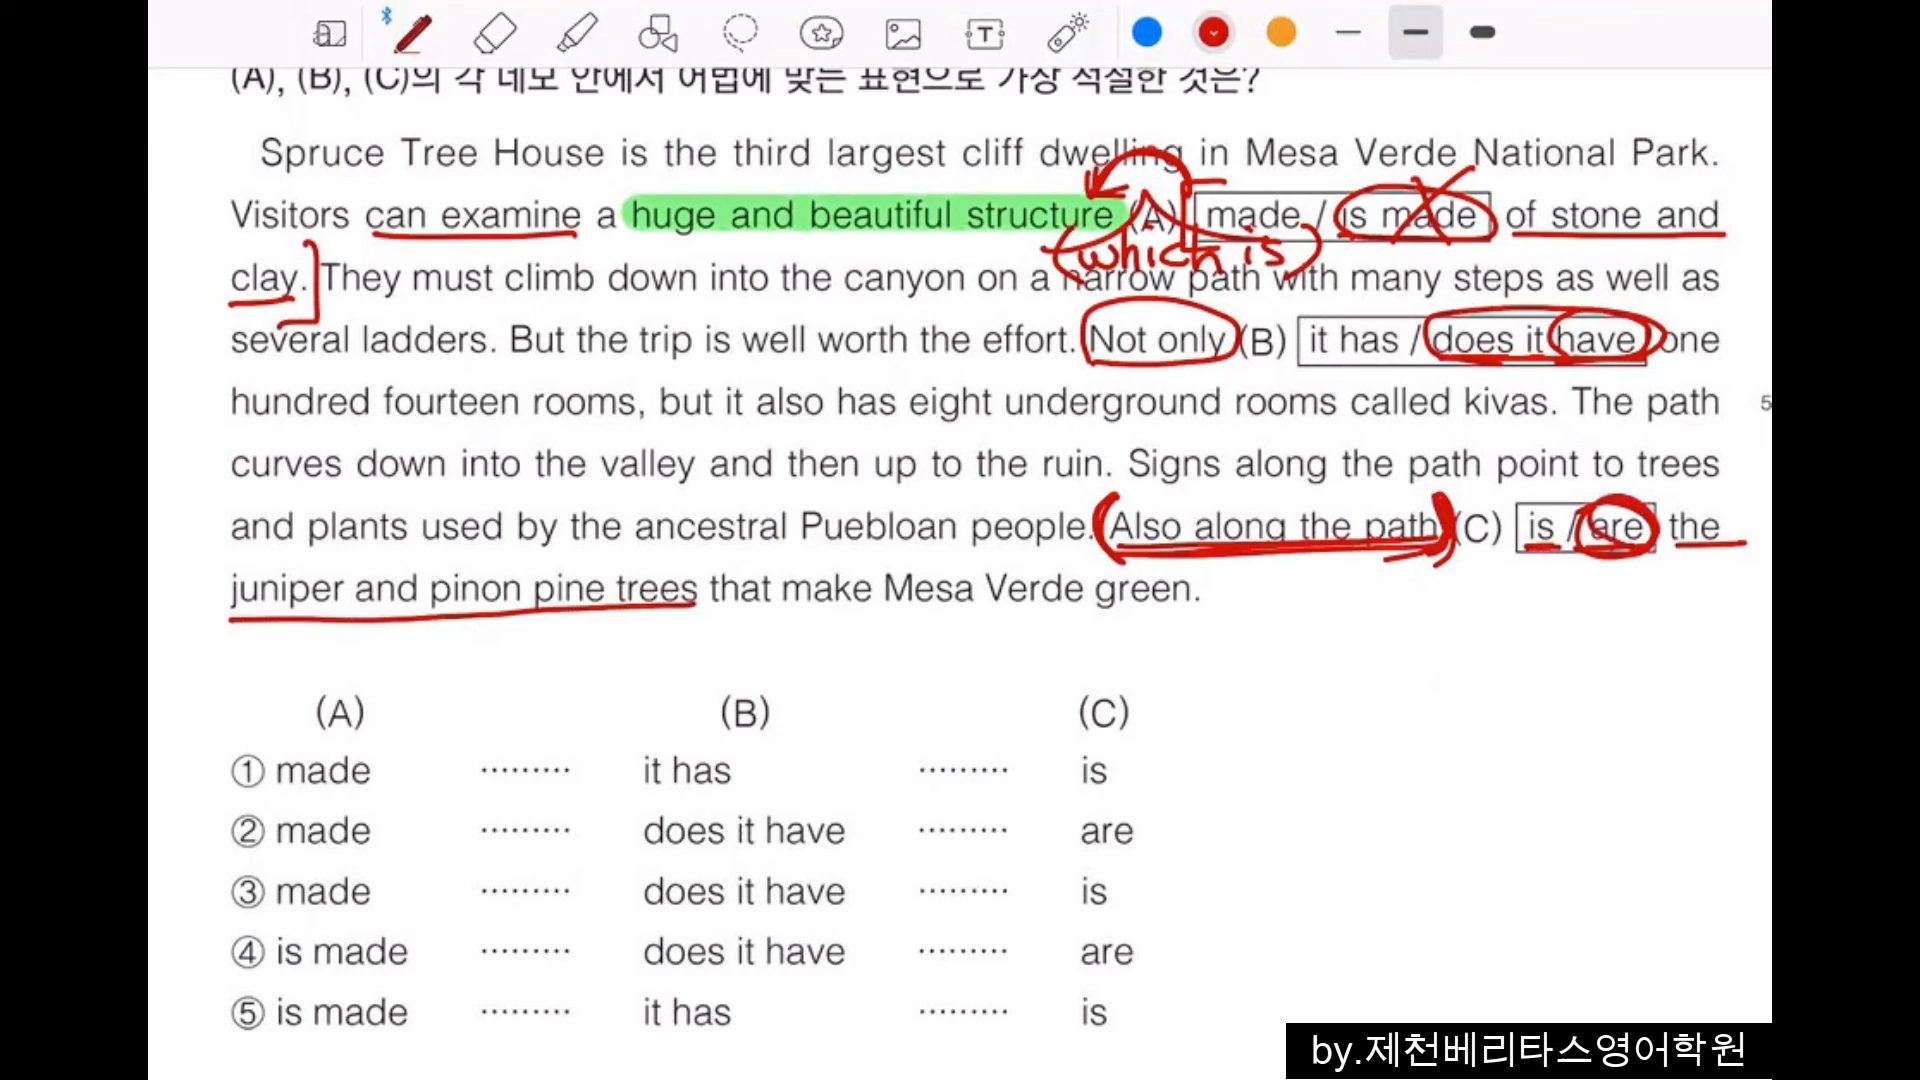 (A), (B), (C)의 각 네모 안에서 어법에 맞는 표현으로 가장 적절한 것은?
Spruce Tree House is the third largest cliff dwelling in Mesa Verde National Park.
Visitors can examine a huge and beautiful structure (A) made / is made of stone and
(which is)
clay. They must climb down into the canyon on a narrow path with many steps as well as
several ladders. But the trip is well worth the effort. Not only (B) it has / does it have one
hundred fourteen rooms, but it also has eight underground rooms called kivas. The path
5
curves down into the valley and then up to the ruin. Signs along the path point to trees
and plants used by the ancestral Puebloan people. Also along the path (C) is / are the
juniper and pinon pine trees that make Mesa Verde green.
(A) (B) (C)
① made ········· it has ········· is
② made ········· does it have ········· are
③ made ········· does it have ········· is
④ is made ········· does it have ········· are
⑤ is made ········· it has ········· is
by.제천베리타스영어학원